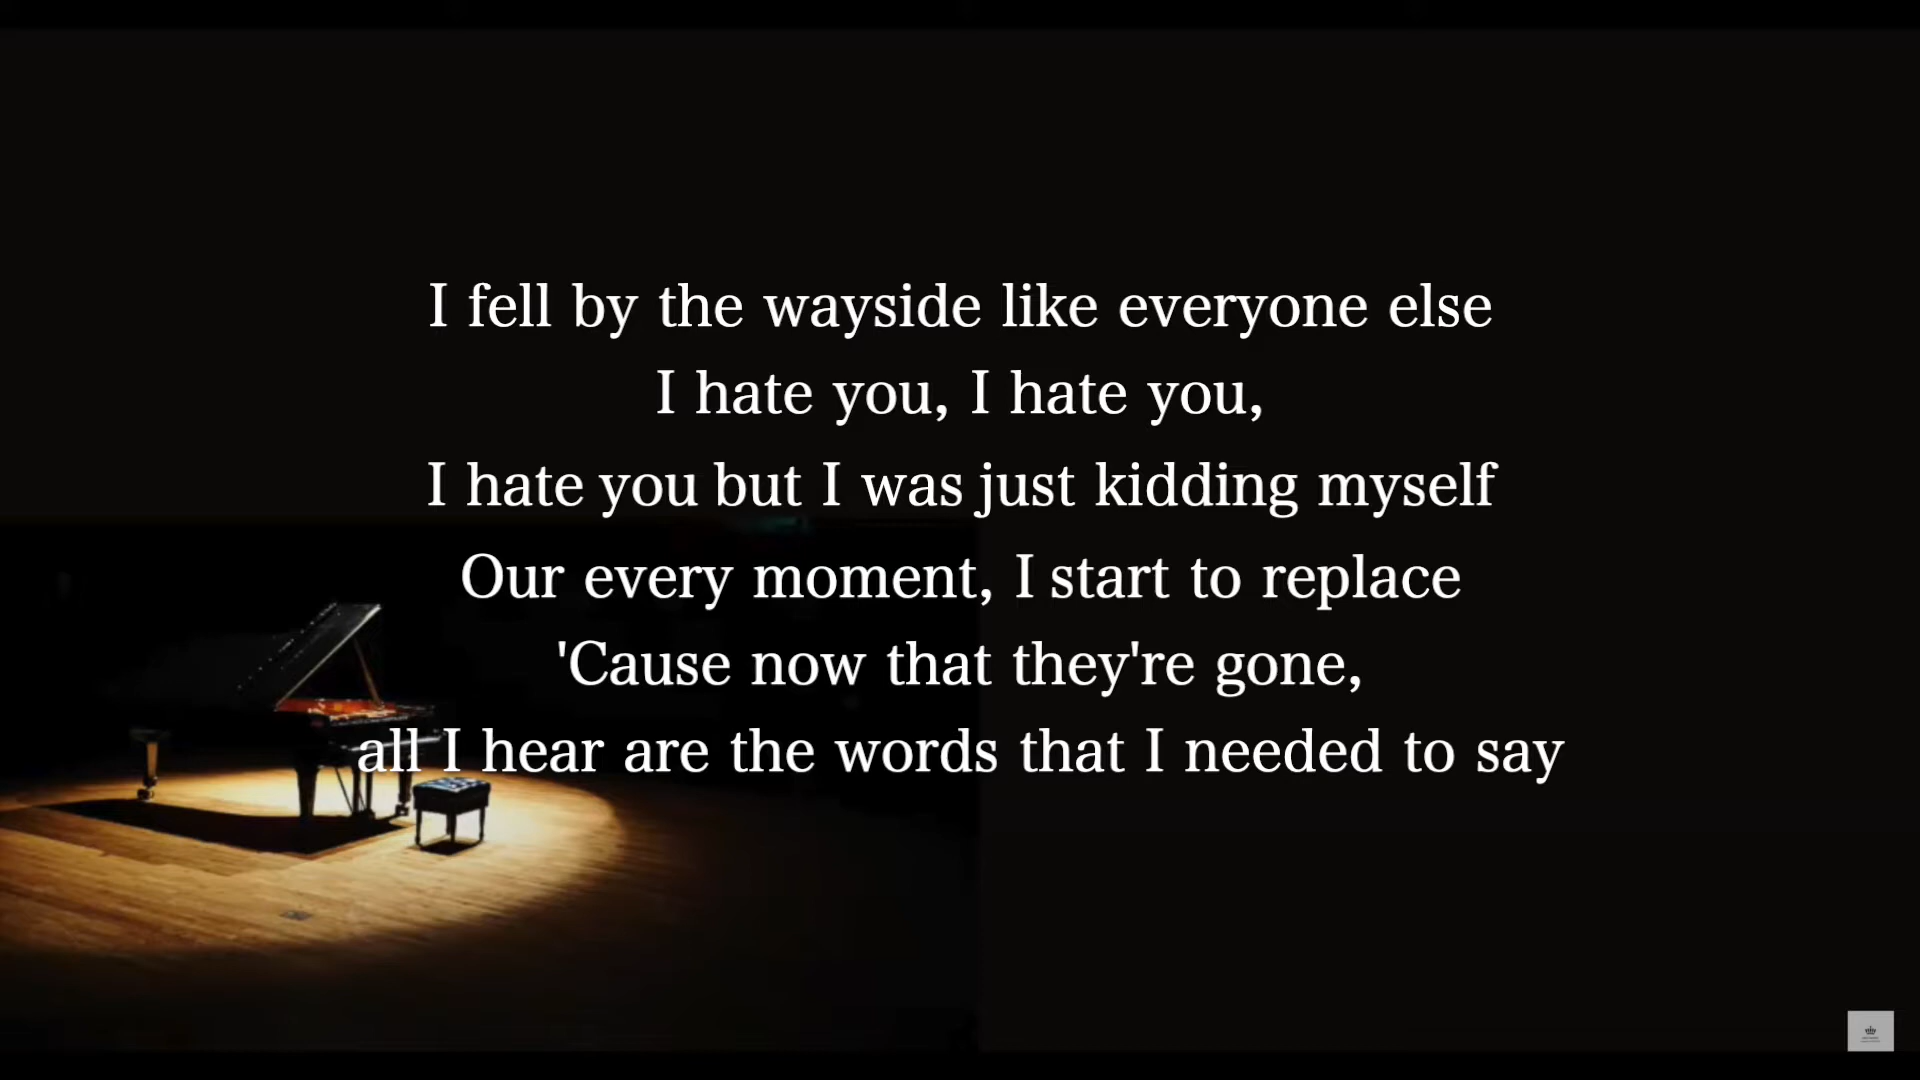 I fell by the wayside like everyone else
I hate you, I hate you,
I hate you but I was just kidding myself
Our every moment, I start to replace
'Cause now that they're gone,
all I hear are the words that I needed to say